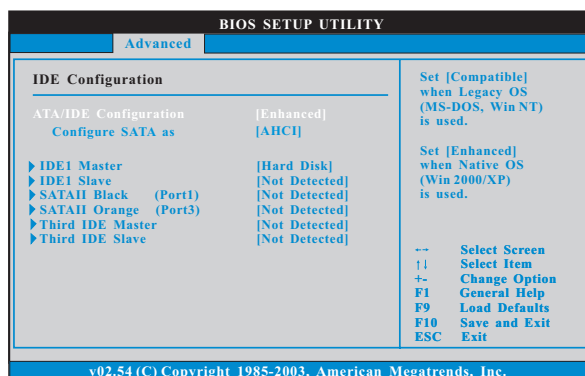 BIOS SETUP UTILITY
Advanced
IDE Configuration
ATA/IDE Configuration [Enhanced]
Configure SATA as [AHCI]
IDE1 Master [Hard Disk]
IDE1 Slave [Not Detected]
SATAII Black (Port1) [Not Detected]
SATAII Orange (Port3) [Not Detected]
Third IDE Master [Not Detected]
Third IDE Slave [Not Detected]
Set [Compatible]
when Legacy OS
(MS-DOS, Win NT)
is used.
Set [Enhanced]
when Native OS
(Win 2000/XP)
is used.
←→ Select Screen
↑↓ Select Item
+- Change Option
F1 General Help
F9 Load Defaults
F10 Save and Exit
ESC Exit
v02.54 (C) Copyright 1985-2003, American Megatrends, Inc.